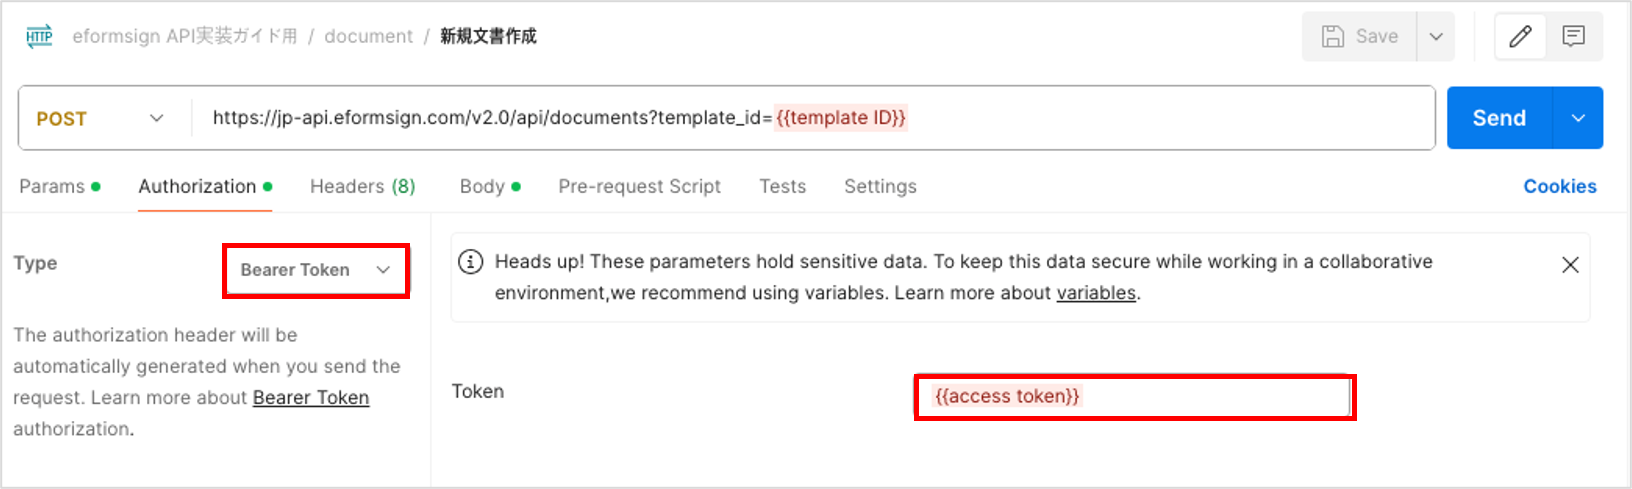 HTTP eformsign API実装ガイド用 / document / 新規文書作成 Save
POST https://jp-api.eformsign.com/v2.0/api/documents?template_id={{template ID}} Send
Params Authorization Headers (8) Body Pre-request Script Tests Settings Cookies
Type Bearer Token
The authorization header will be
automatically generated when you send the
request. Learn more about Bearer Token
authorization.
Heads up! These parameters hold sensitive data. To keep this data secure while working in a collaborative
environment,we recommend using variables. Learn more about variables.
Token {{access token}}